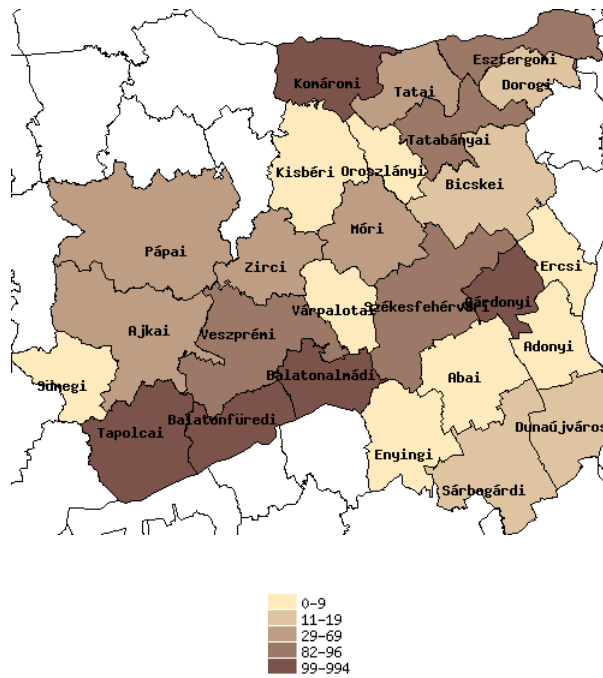 Esztergomi
Komáromi
Dorogi
Tatai
Tatabányai
Kisbéri
Oroszlányi
Bicskei
Móri
Pápai
Zirci
Ercsi
Várpalotai
Székesfehérvári
Gárdonyi
Ajkai
Veszprémi
Adonyi
Balatonalmádi
Abai
Sümegi
Balatonfüredi
Dunaújváros
Tapolcai
Enyingi
Sárbogárdi
0-9
11-19
29-69
82-96
99-994